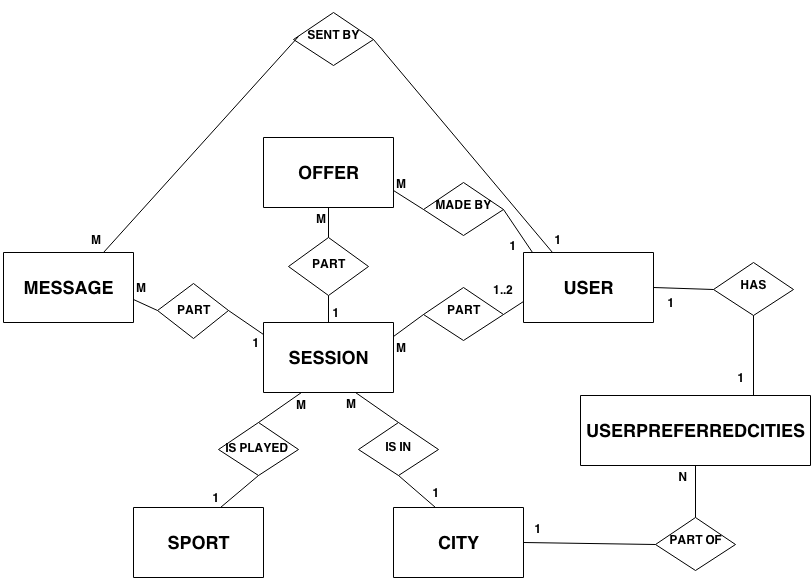 SENT BY
OFFER
M
MADE BY
M
M
1
1
PART
MESSAGE
M
PART
1
1
SESSION
PART
1..2
M
USER
1
HAS
1
M
M
IS PLAYED
IS IN
USERPREFERREDCITIES
N
1
1
1
PART OF
SPORT
CITY